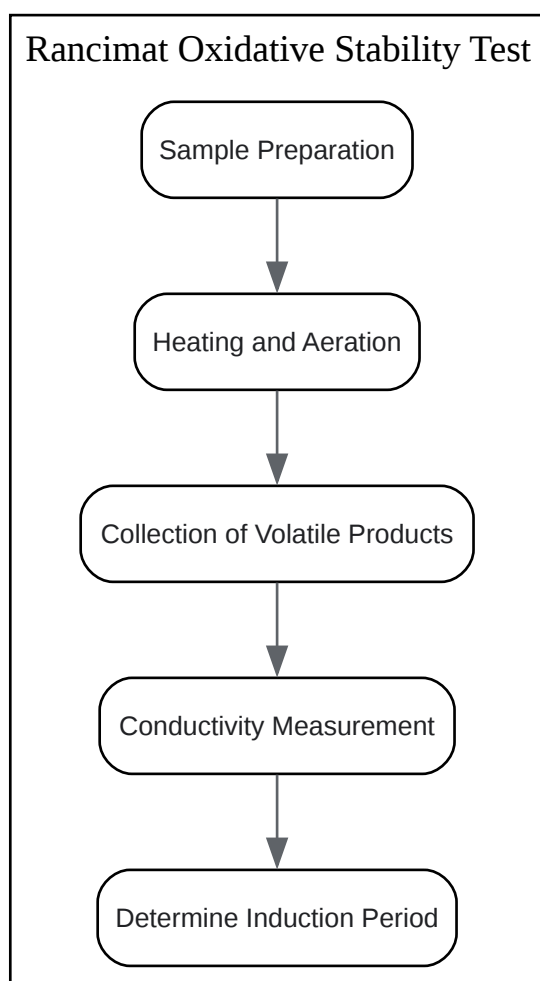 Rancimat Oxidative Stability Test
Sample Preparation
Heating and Aeration
Collection of Volatile Products
Conductivity Measurement
Determine Induction Period